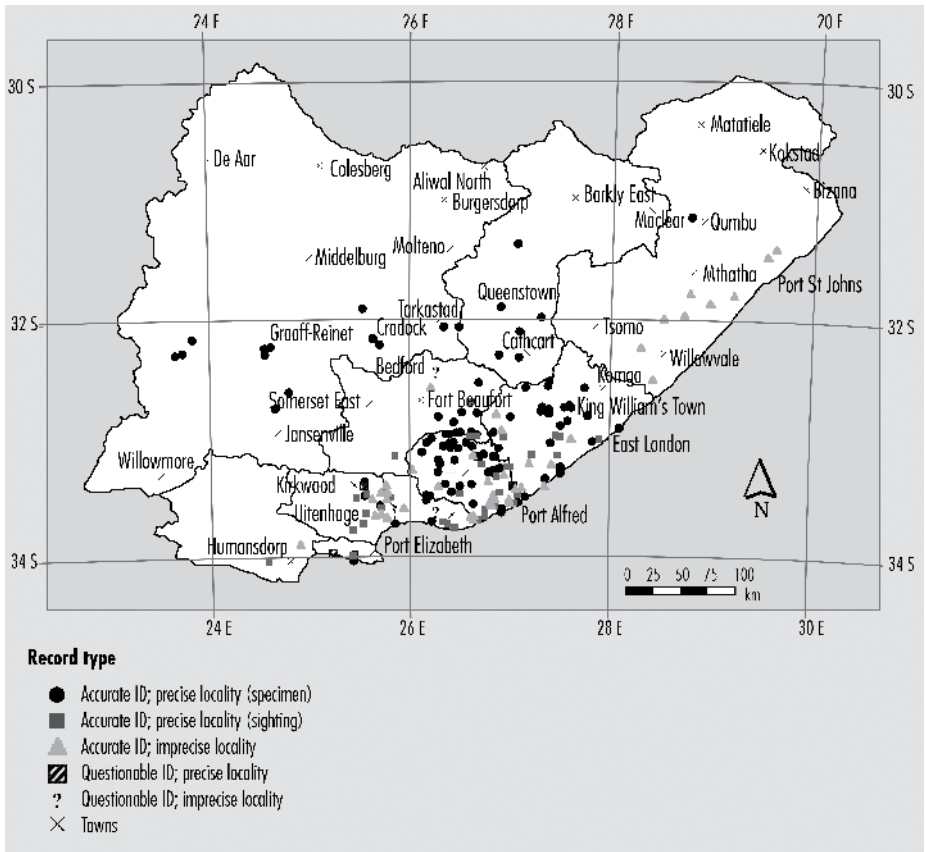 24 E 26 E 28 E 20 F
30 S 30 S
Matatiele
Kokstad
De Aar
Colesberg
Aliwal North
Barkly East
Bizana
Burgersdorp
Maclear
Qumbu
Molteno
Middelburg
Mthatha
Port St Johns
Queenstown
Tarkastad
32 S 32 S
Cradock
Tsomo
Graaff-Reinet
Cathcart
Willowvale
Bedford
Komga
Somerset East
Fort Beaufort
King William's Town
Jansenville
East London
Willowmore
Kirkwood
Uitenhage
Port Alfred
N
Humansdorp
Port Elizabeth
34 S 34 S
0 25 50 75 100
km
24 E 26 E 28 E 30 E
Record type
Accurate ID; precise locality (specimen)
Accurate ID; precise locality (sighting)
Accurate ID; imprecise locality
Questionable ID; precise locality
? Questionable ID; imprecise locality
Towns